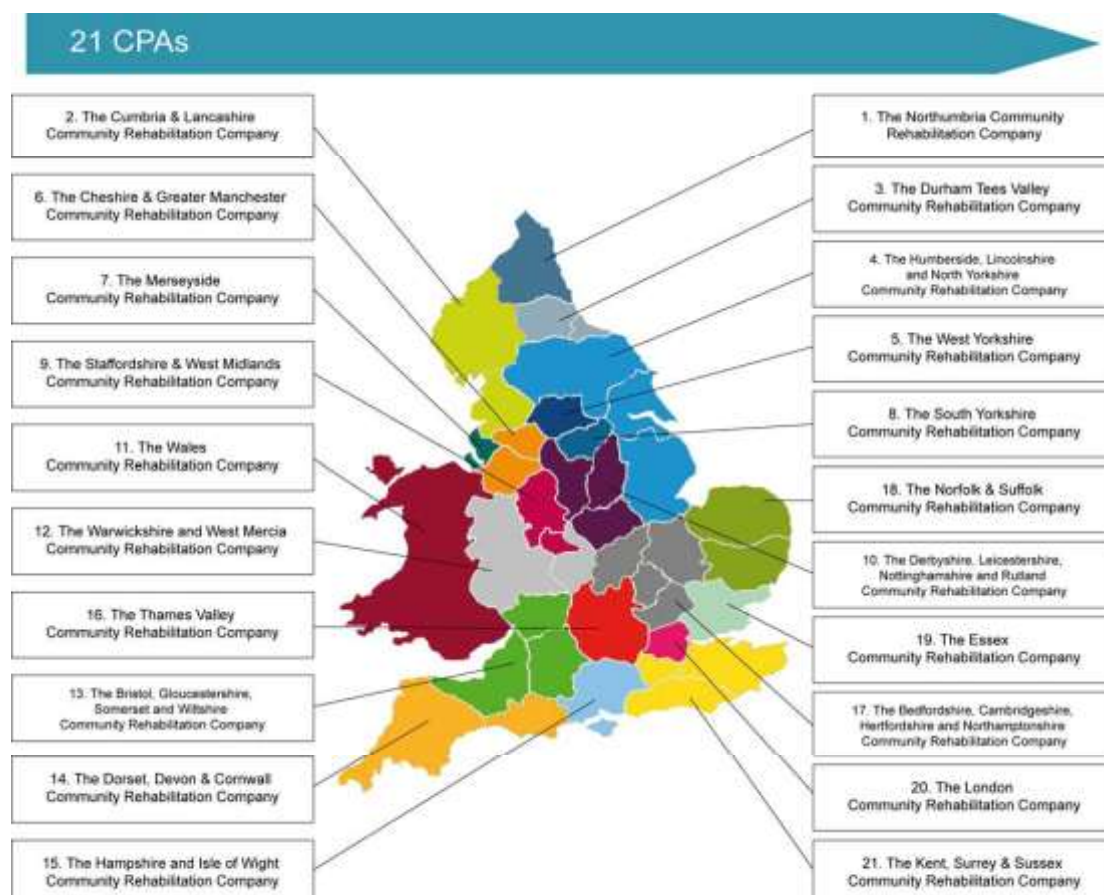 21 CPAs
2. The Cumbria & Lancashire
Community Rehabilitation Company
6. The Cheshire & Greater Manchester
Community Rehabilitation Company
7. The Merseyside
Community Rehabilitation Company
9. The Staffordshire & West Midlands
Community Rehabilitation Company
11. The Wales
Community Rehabilitation Company
12. The Warwickshire and West Mercia
Community Rehabilitation Company
16. The Thames Valley
Community Rehabilitation Company
13. The Bristol, Gloucestershire,
Somerset and Wiltshire
Community Rehabilitation Company
14. The Dorset, Devon & Cornwall
Community Rehabilitation Company
15. The Hampshire and Isle of Wight
Community Rehabilitation Company
1. The Northumbria Community
Rehabilitation Company
3. The Durham Tees Valley
Community Rehabilitation Company
4. The Humberside, Lincolnshire
and North Yorkshire
Community Rehabilitation Company
5. The West Yorkshire
Community Rehabilitation Company
8. The South Yorkshire
Community Rehabilitation Company
18. The Norfolk & Suffolk
Community Rehabilitation Company
10. The Derbyshire, Leicestershire,
Nottinghamshire and Rutland
Community Rehabilitation Company
19. The Essex
Community Rehabilitation Company
17. The Bedfordshire, Cambridgeshire,
Hertfordshire and Northamptonshire
Community Rehabilitation Company
20. The London
Community Rehabilitation Company
21. The Kent, Surrey & Sussex
Community Rehabilitation Company